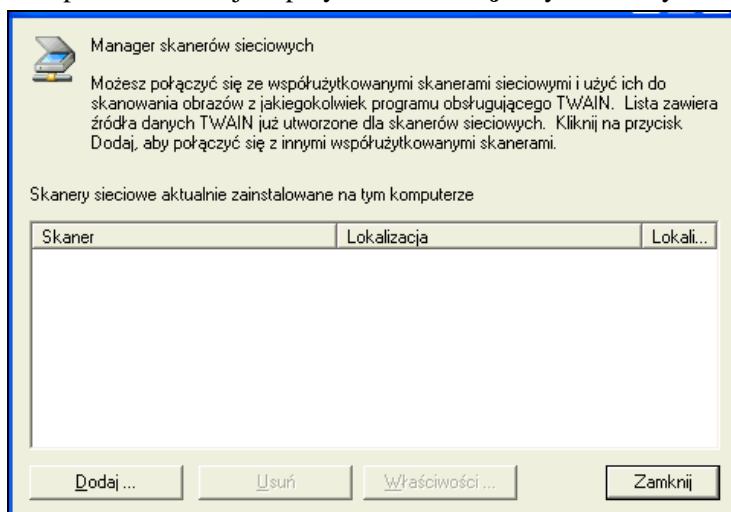 Manager skanerów sieciowych
Możesz połączyć się ze współużytkowanymi skanerami sieciowymi i użyć ich do
skanowania obrazów z jakiegokolwiek programu obsługującego TWAIN. Lista zawiera
źródła danych TWAIN już utworzone dla skanerów sieciowych. Kliknij na przycisk
Dodaj, aby połączyć się z innymi współużytkowanymi skanerami.
Skanery sieciowe aktualnie zainstalowane na tym komputerze
Skaner Lokalizacja Lokali...
Dodaj ... Usuń Właściwości ... Zamknij